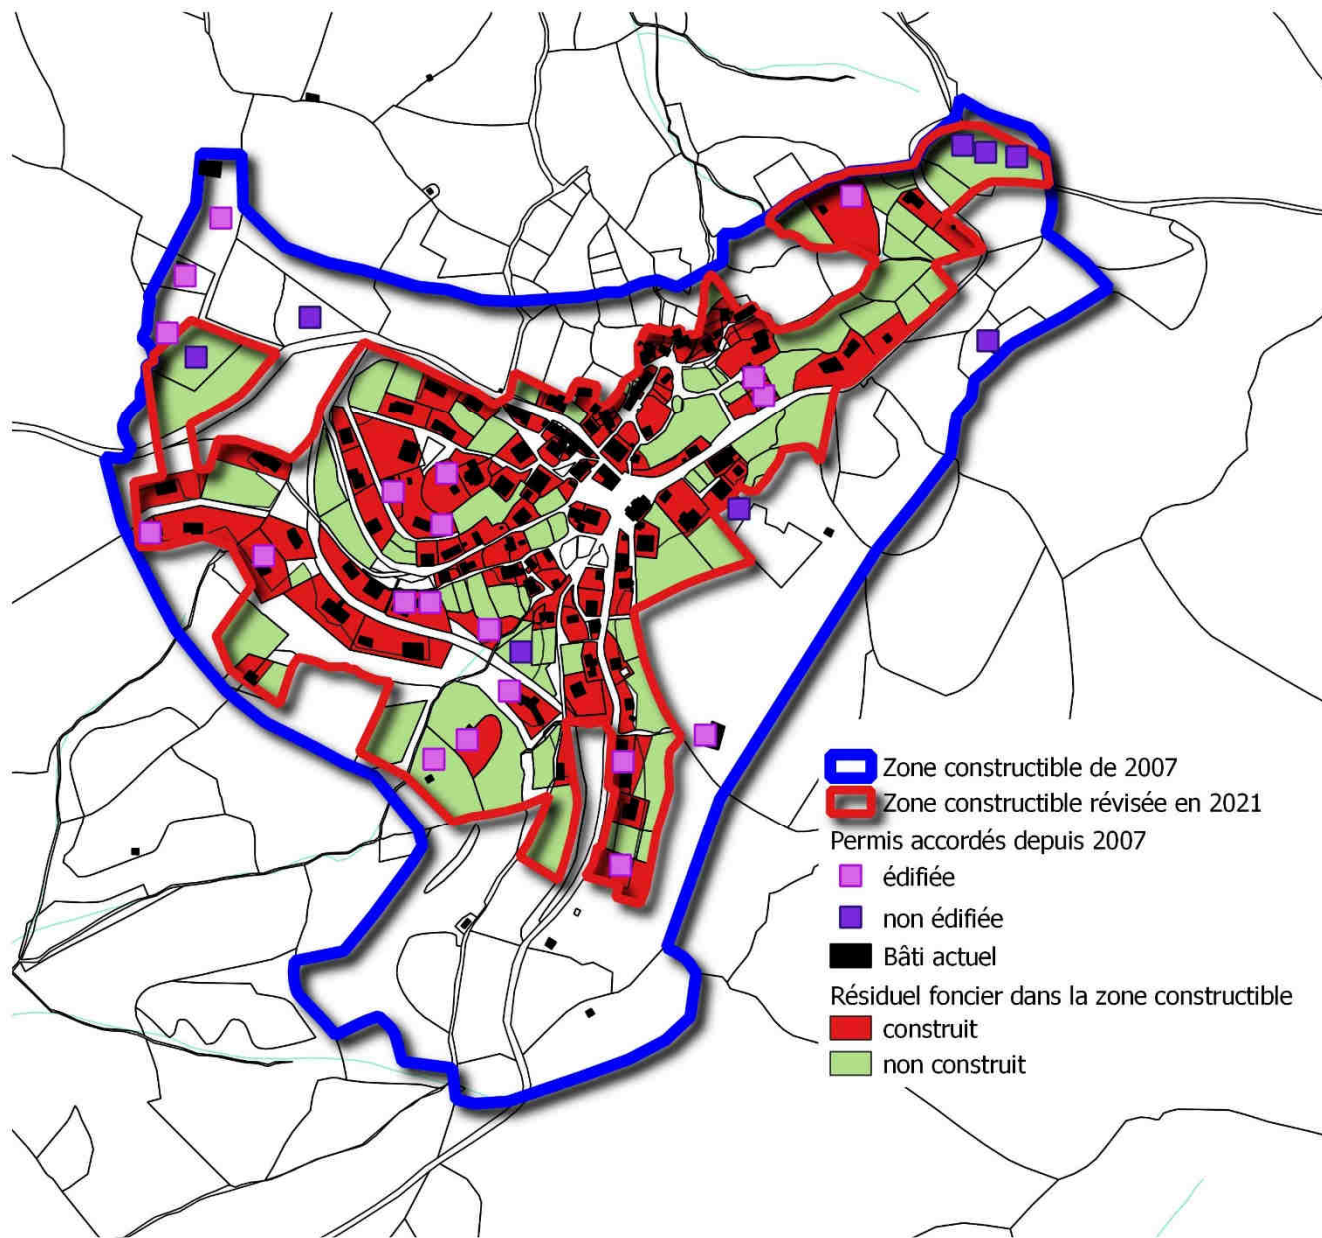 Zone constructible de 2007
Zone constructible révisée en 2021
Permis accordés depuis 2007
édifiée
non édifiée
Bâti actuel
Résiduel foncier dans la zone constructible
construit
non construit